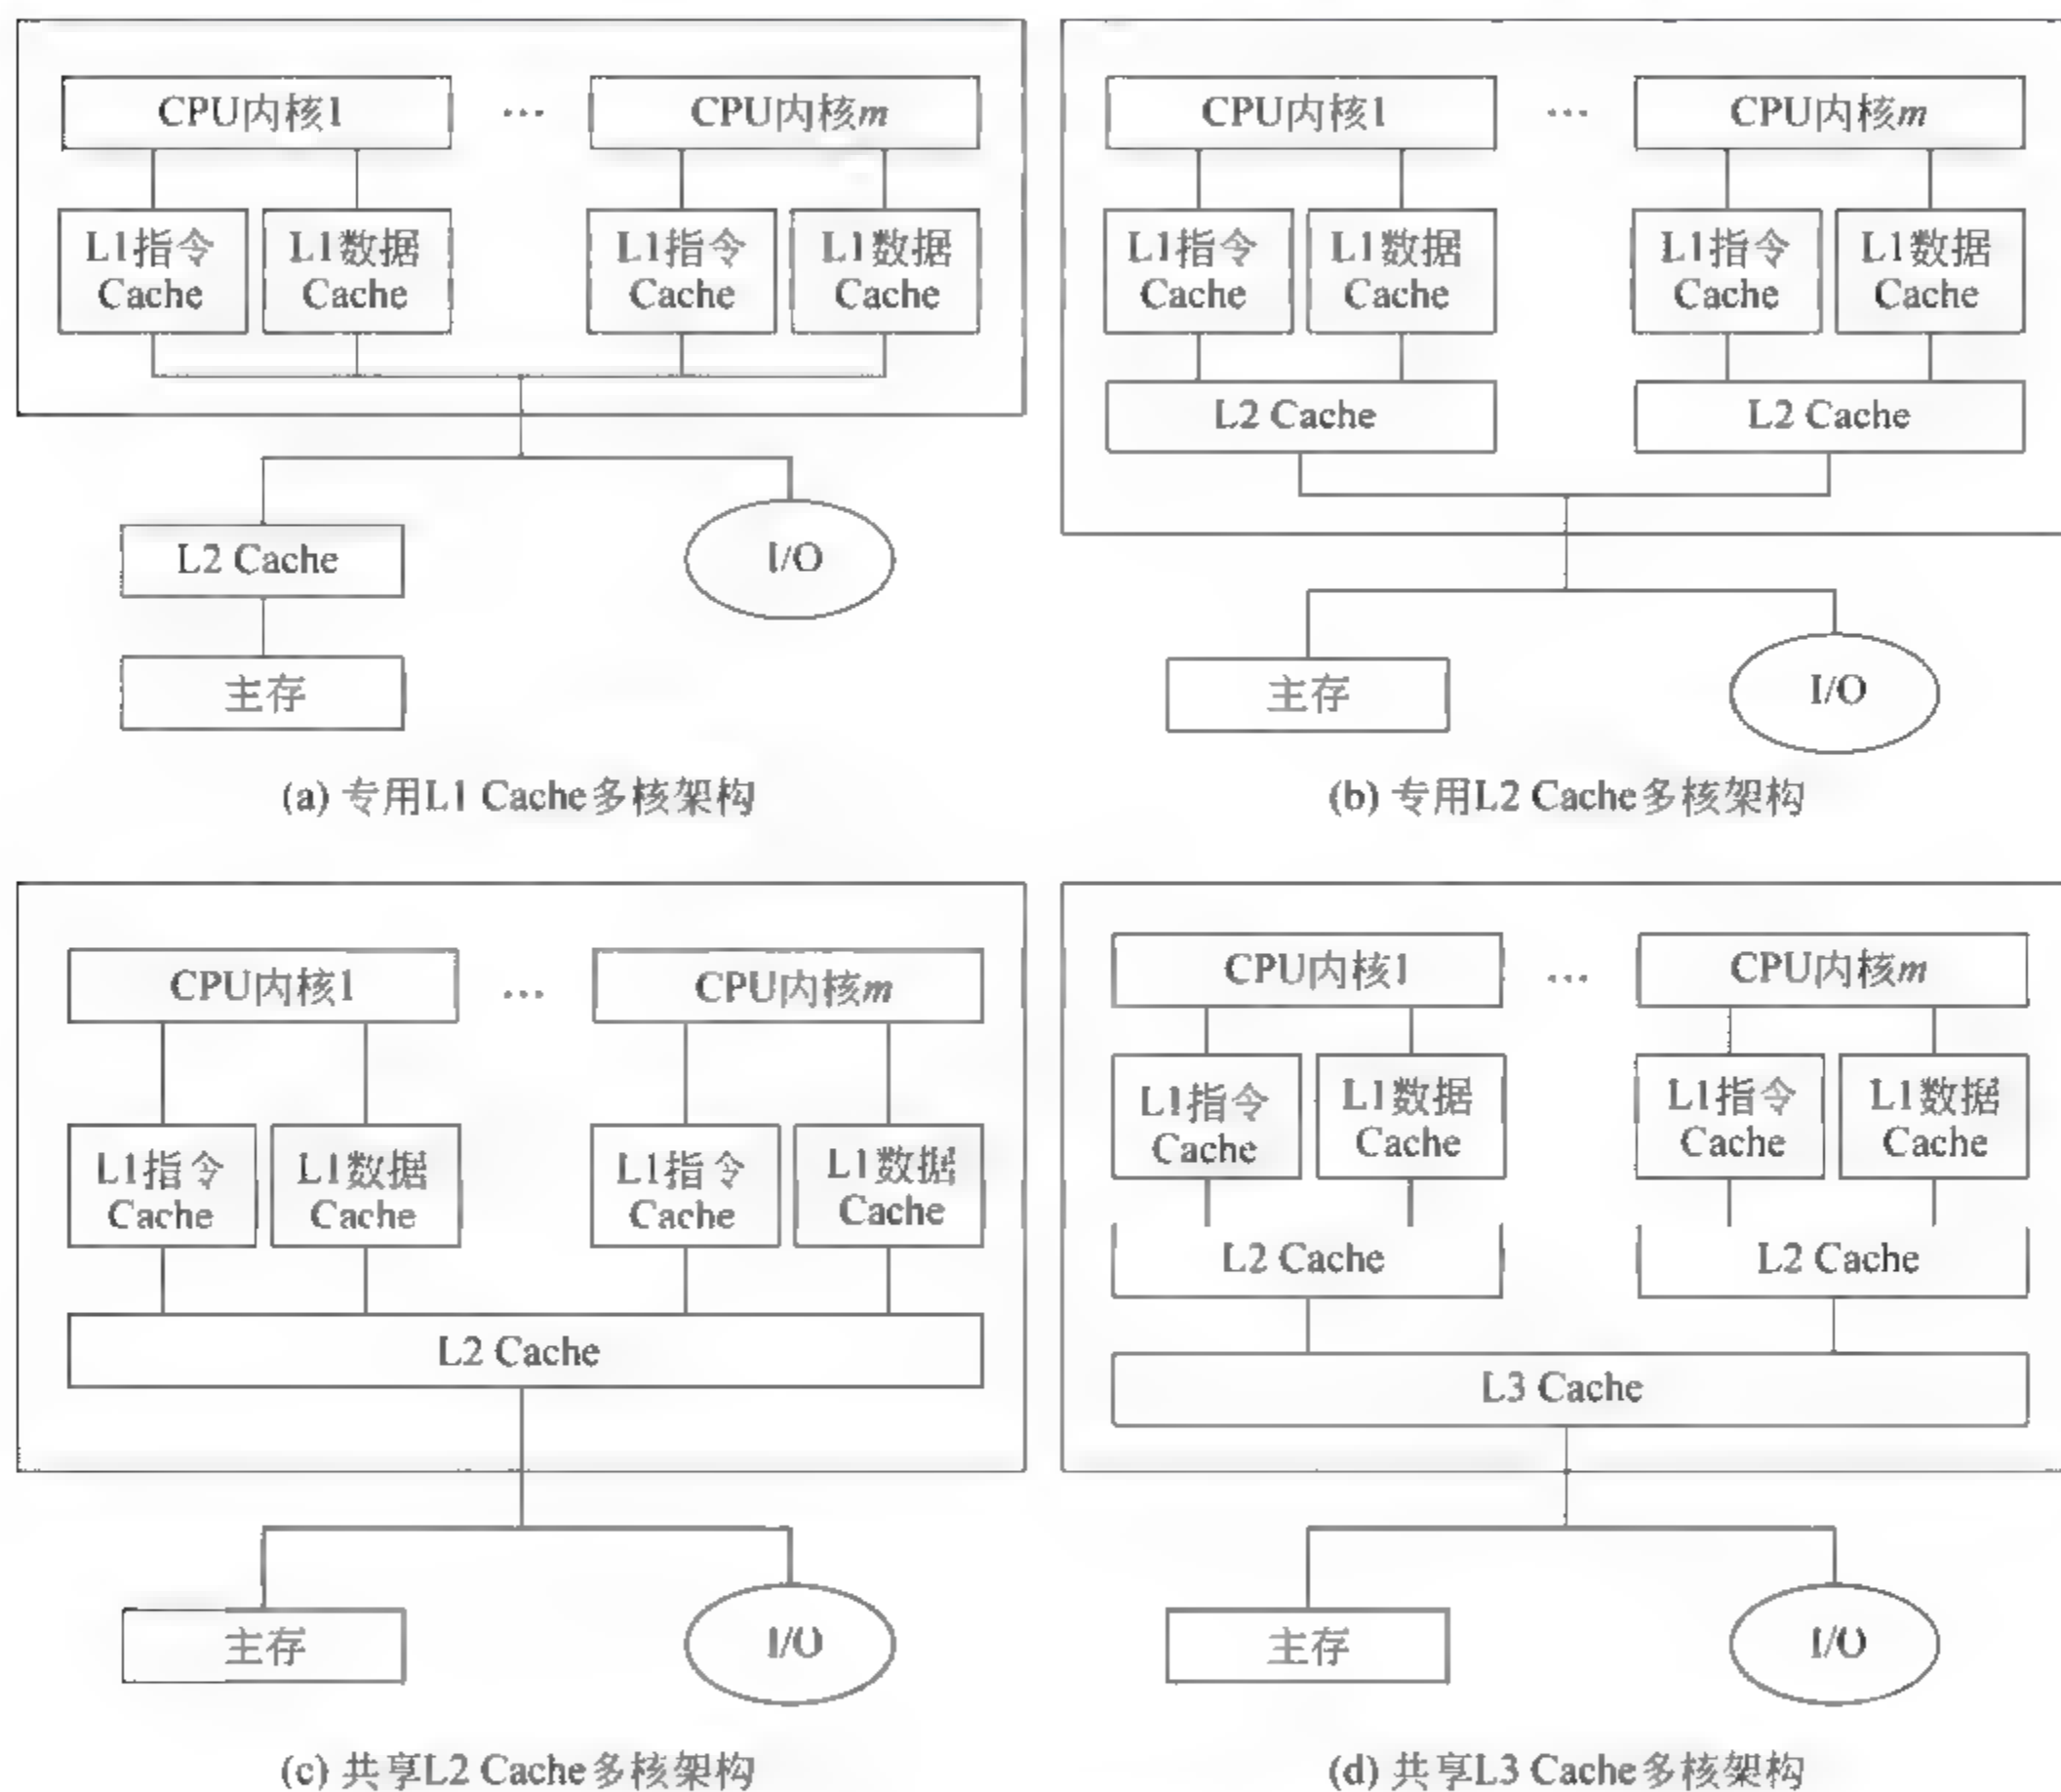 CPU内核1 … CPU内核m
L1指令 Cache L1数据 Cache L1指令 Cache L1数据 Cache
L2 Cache
I/O
主存
(a) 专用L1 Cache多核架构
CPU内核1 … CPU内核m
L1指令 Cache L1数据 Cache L1指令 Cache L1数据 Cache
L2 Cache L2 Cache
主存
I/O
(b) 专用L2 Cache多核架构
CPU内核1 … CPU内核m
L1指令 Cache L1数据 Cache L1指令 Cache L1数据 Cache
L2 Cache
主存
I/O
(c) 共享L2 Cache多核架构
CPU内核1 … CPU内核m
L1指令 Cache L1数据 Cache L1指令 Cache L1数据 Cache
L2 Cache L2 Cache
L3 Cache
主存
I/O
(d) 共享L3 Cache多核架构